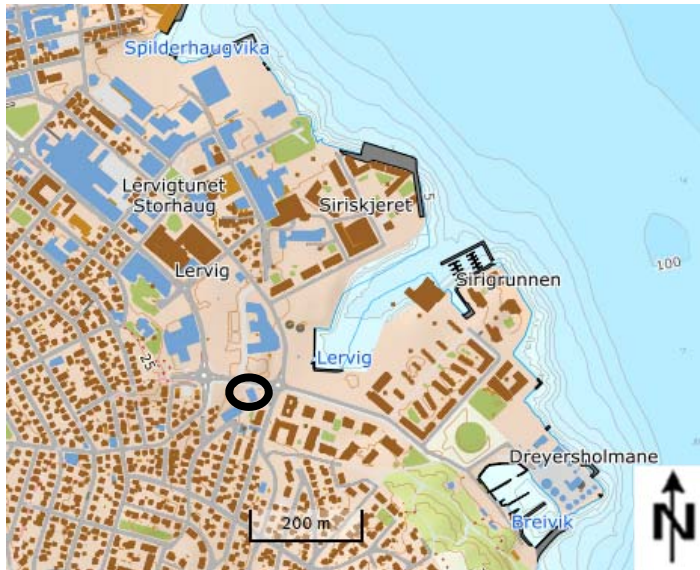 Spilderhaugvika
Lervigtunet
Storhaug
Siriskjeret
5
Lervig
100
Sirigrunnen
Lervig
25
Dreyersholmane
200 m
Breivik
N